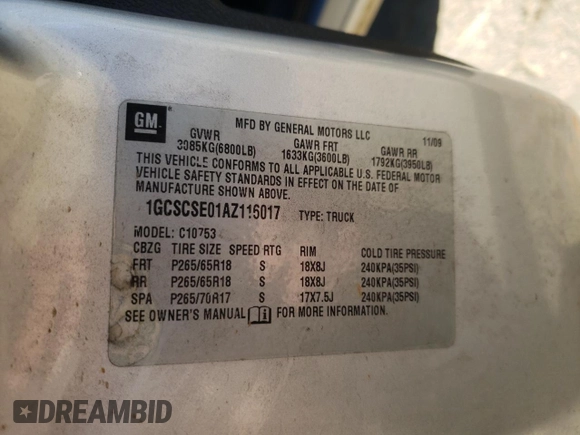 GM
MFD BY GENERAL MOTORS LLC 11/09
GVWR GAWR FRT GAWR RR
3085KG(6800LB) 1633KG(3600LB) 1792KG(3950LB)
THIS VEHICLE CONFORMS TO ALL APPLICABLE U.S. FEDERAL MOTOR
VEHICLE SAFETY STANDARDS IN EFFECT ON THE DATE OF
MANUFACTURE SHOWN ABOVE.
1GCSCSE01AZ115017 TYPE: TRUCK
MODEL: C10753
CBZG TIRE SIZE SPEED RTG RIM COLD TIRE PRESSURE
FRT P265/65R18 S 18X8J 240KPA(35PSI)
RR P265/65R18 S 18X8J 240KPA(35PSI)
SPA P265/70R17 S 17X7.5J 240KPA(35PSI)
SEE OWNER'S MANUAL FOR MORE INFORMATION.
DREAMBID